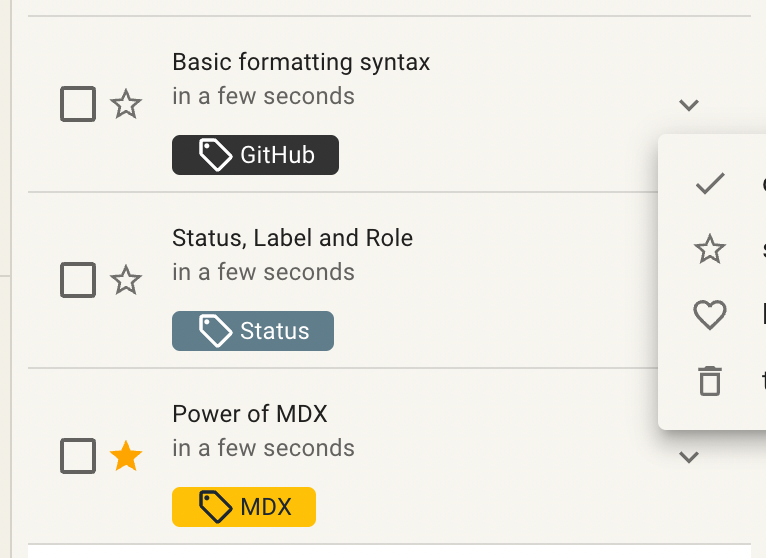 Basic formatting syntax
in a few seconds
GitHub
Status, Label and Role
in a few seconds
Status
Power of MDX
in a few seconds
MDX